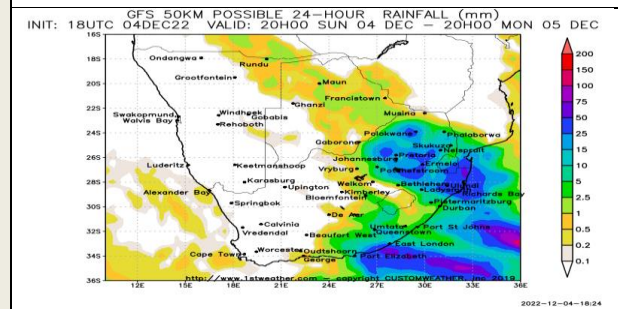 GFS 50KM POSSIBLE 24-HOUR RAINFALL (mm)
INIT: 18UTC 04DEC22 VALID: 20H00 SUN 04 DEC - 20H00 MON 05 DEC
16S
Ondangwa
Rundu
18S
Grootfontein
Maun
20S
Francistown
Ghanzi
22S
Windhoek
Gobabis
Musina
Swakopmund
Walvis Bay
Rehoboth
24S
Polokwane
Phalaborwa
Gaborone
Skukuza
Nelspruit
26S
Johannesburg
Pretoria
Luderitz
Keetmanshoop
Vryburg
Potchefstroom
Ermelo
28S
Karasburg
Upington
Welkom
Bethlehem
Ulundi
Alexander Bay
Kimberley
Ladysmith
Richards Bay
Bloemfontein
30S
Springbok
Pietermaritzburg
Durban
De Aar
Calvinia
Umtata
Port St Johns
32S
Vredendal
Beaufort West
Queenstown
East London
Worcester
Oudtshoorn
34S
Cape Town
George
Port Elizabeth
http://www.1stweather.com - copyright CUSTOMWEATHER, Inc 2019
36S
12E 15E 18E 21E 24E 27E 30E 33E 36E
200
150
100
75
50
25
15
10
5
2.5
1
0.5
0.2
0.1
2022-12-04-18:24